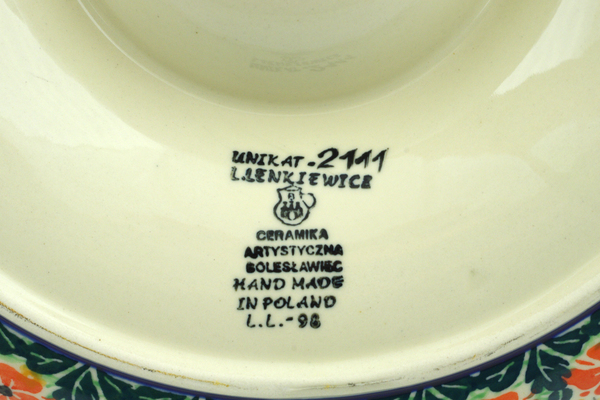 UNIKAT-2111
L.LENKIEWICZ
CERAMIKA
ARTYSTYCZNA
BOLESŁAWIEC
HAND MADE
IN POLAND
L.L.-98